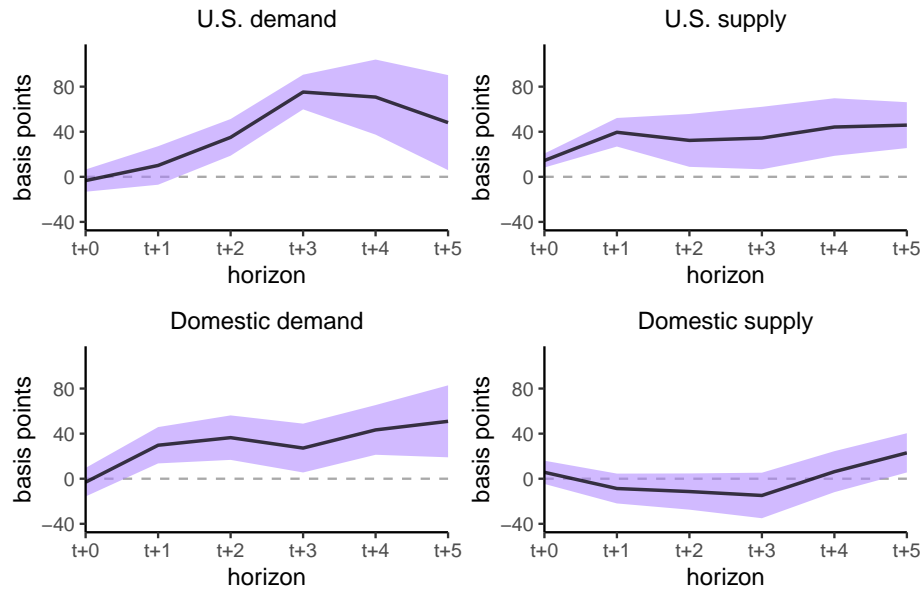 U.S. demand
basis points
80
40
0
−40
t+0 t+1 t+2 t+3 t+4 t+5
horizon
U.S. supply
basis points
80
40
0
−40
t+0 t+1 t+2 t+3 t+4 t+5
horizon
Domestic demand
basis points
80
40
0
−40
t+0 t+1 t+2 t+3 t+4 t+5
horizon
Domestic supply
basis points
80
40
0
−40
t+0 t+1 t+2 t+3 t+4 t+5
horizon